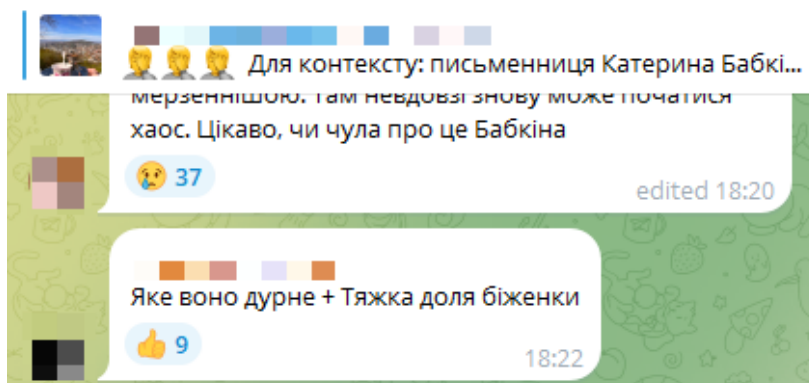 Для контексту: письменниця Катерина Бабкі...
мерзеннішою. Там невдовзі знову може початися
хаос. Цікаво, чи чула про це Бабкіна
😢 37
edited 18:20
Яке воно дурне + Тяжка доля біженки
👍 9
18:22